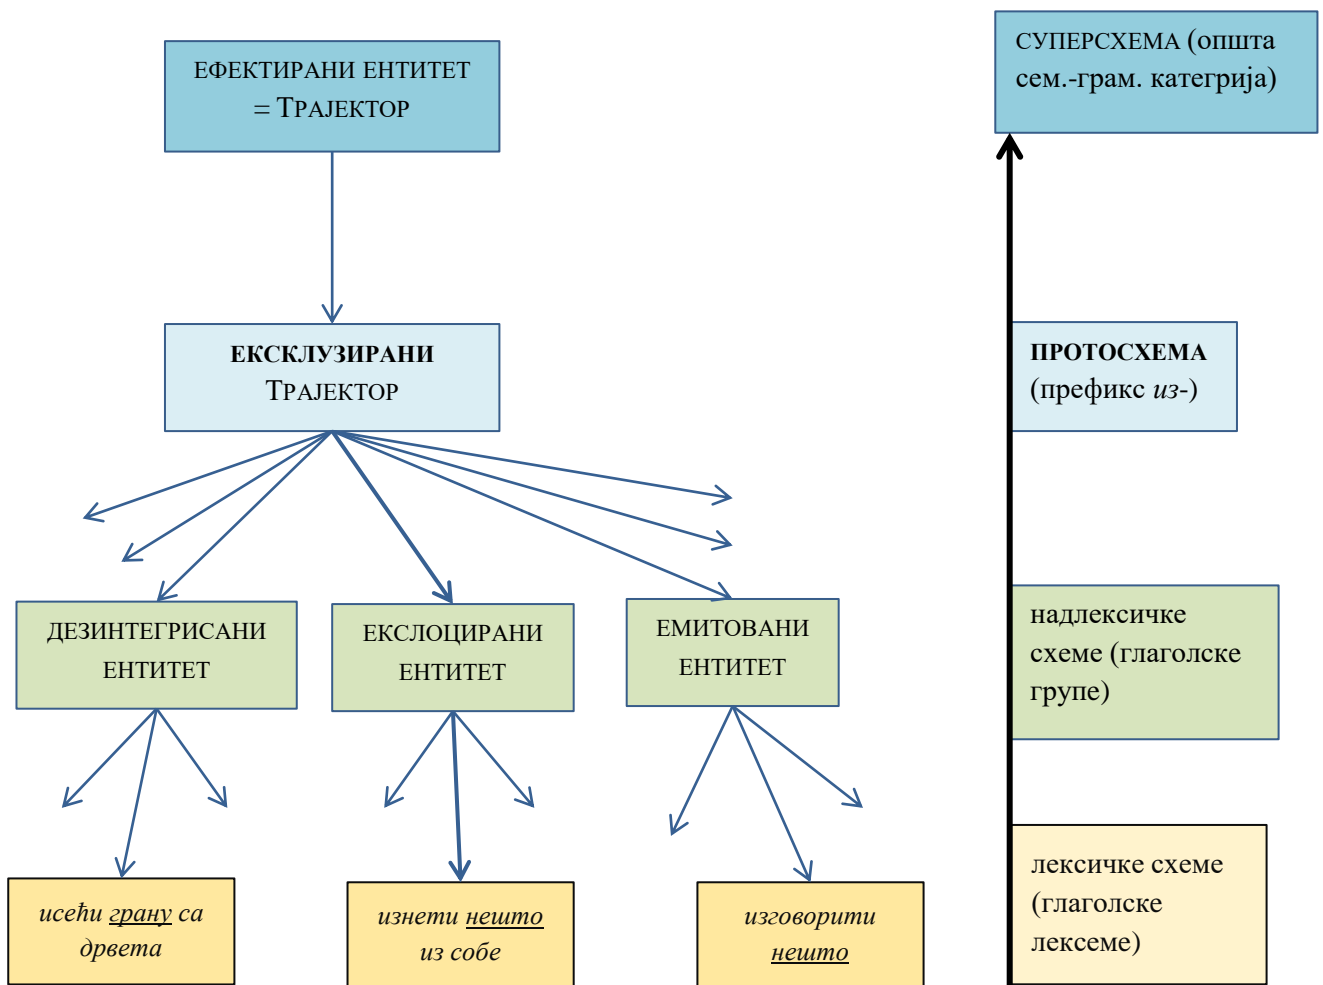 ЕФЕКТИРАНИ ЕНТИТЕТ
= ТРАЈЕКТОР
СУПЕРСХЕМА (општа
сем.-грам. категрија)
ЕКСКЛУЗИРАНИ
ТРАЈЕКТОР
ПРОТОСХЕМА
(префикс из-)
ДЕЗИНТЕГРИСАНИ
ЕНТИТЕТ
ЕКСЛОЦИРАНИ
ЕНТИТЕТ
ЕМИТОВАНИ
ЕНТИТЕТ
надлексичке
схеме (глаголске
групе)
исећи грану са
дрвета
изнети нешто
из собе
изговорити
нешто
лексичке схеме
(глаголске
лексеме)